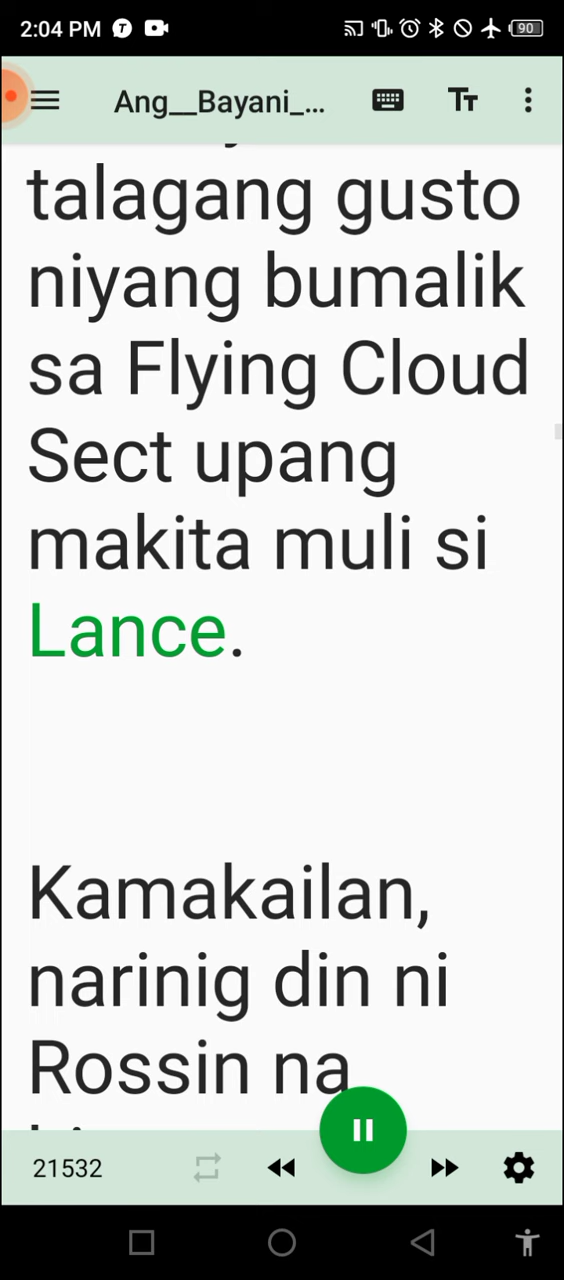 2:04 PM
90
Ang__Bayani_...
talagang gusto
niyang bumalik
sa Flying Cloud
Sect upang
makita muli si
Lance.
Kamakailan,
narinig din ni
Rossin na
21532